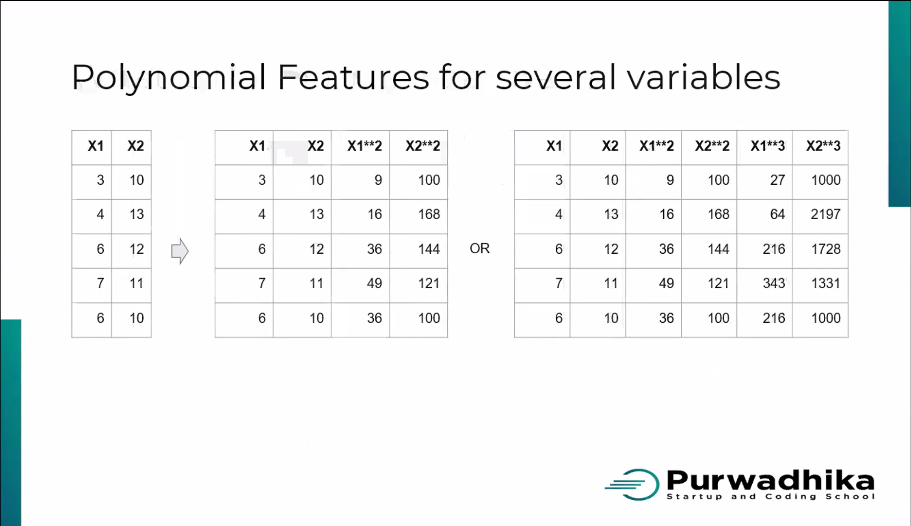 Polynomial Features for several variables
X1 X2
3 10
4 13
6 12
7 11
6 10
X1 X2 X1**2 X2**2
3 10 9 100
4 13 16 168
6 12 36 144
7 11 49 121
6 10 36 100
OR
X1 X2 X1**2 X2**2 X1**3 X2**3
3 10 9 100 27 1000
4 13 16 168 64 2197
6 12 36 144 216 1728
7 11 49 121 343 1331
6 10 36 100 216 1000
Purwadhika
Startup and Coding School